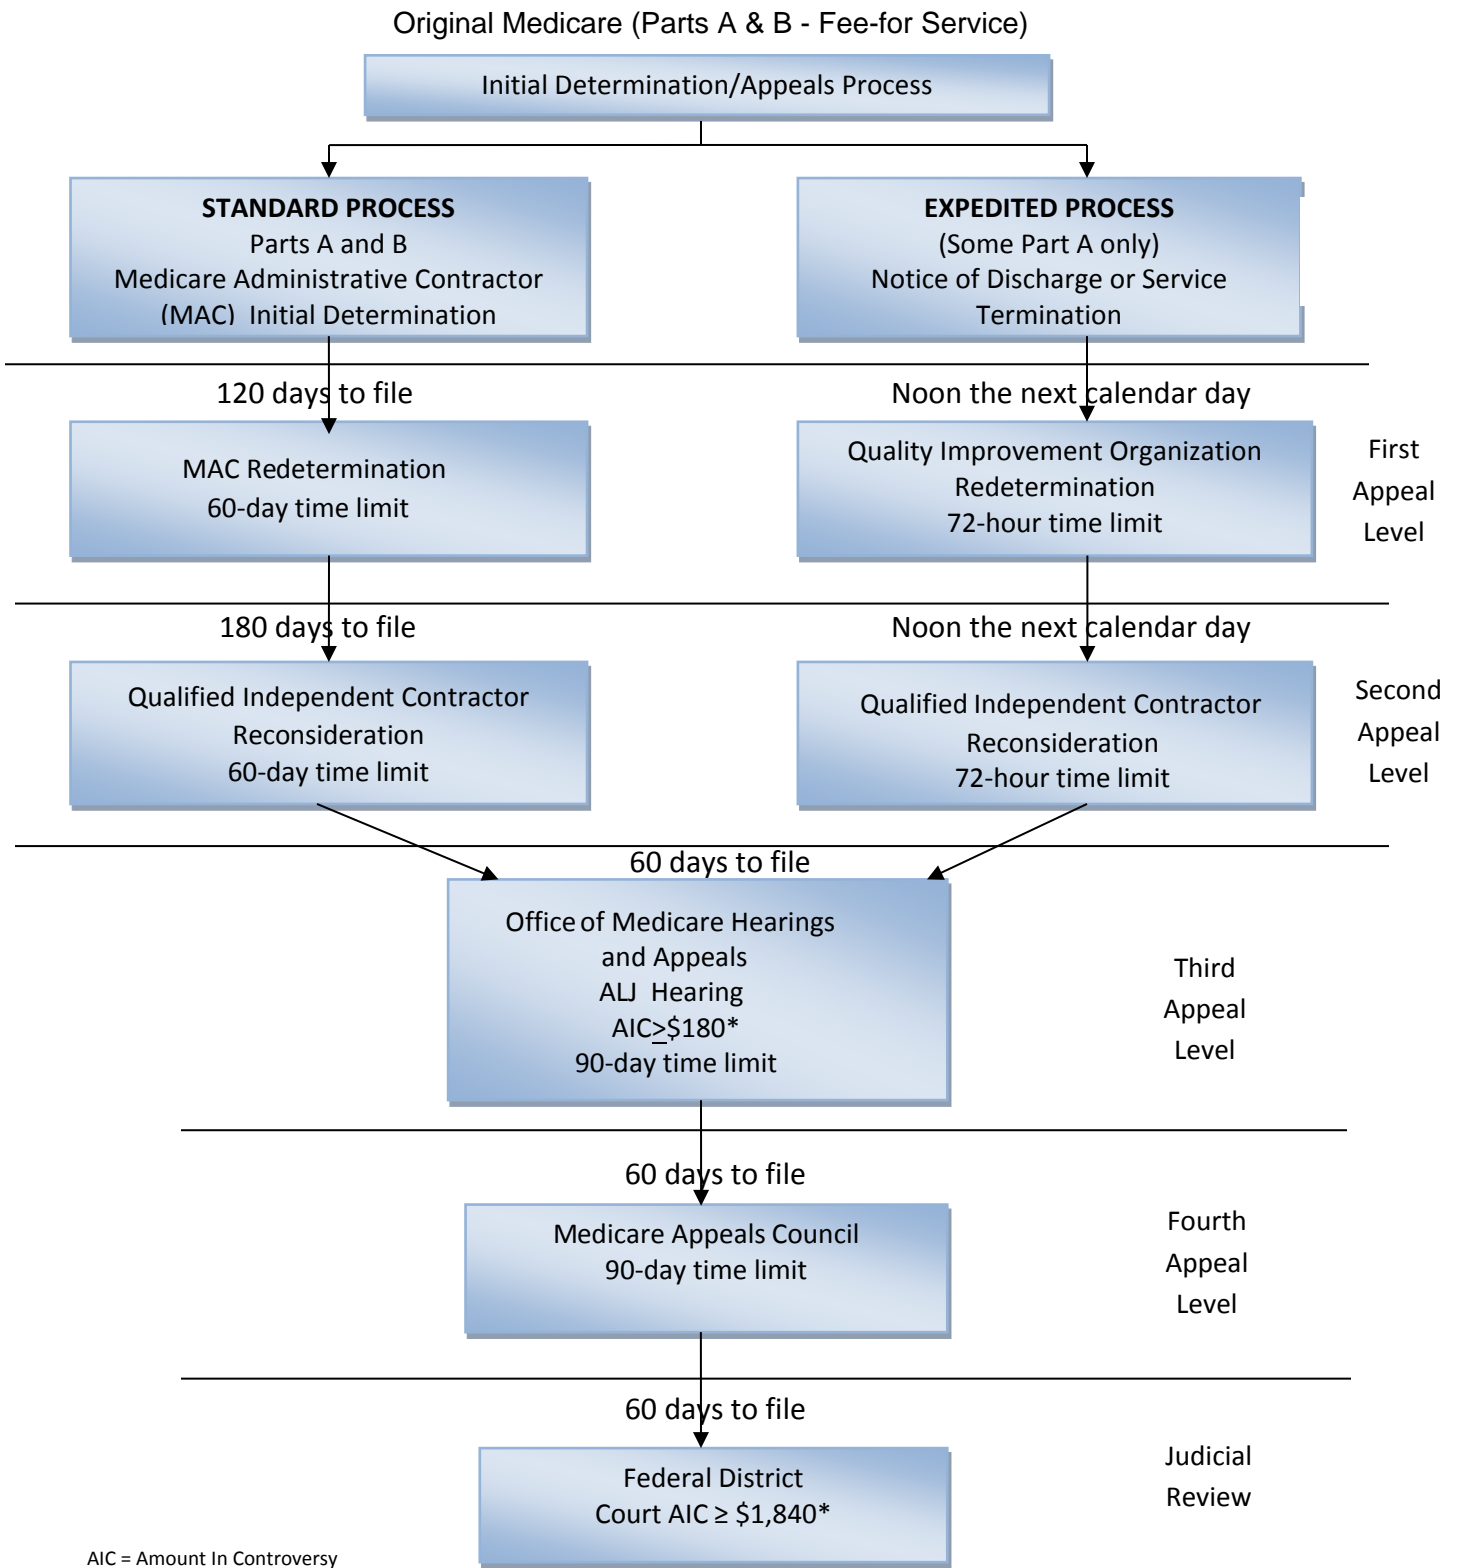 Original Medicare (Parts A & B - Fee-for Service)
Initial Determination/Appeals Process
STANDARD PROCESS
Parts A and B
Medicare Administrative Contractor
(MAC) Initial Determination
EXPEDITED PROCESS
(Some Part A only)
Notice of Discharge or Service
Termination
120 days to file
Noon the next calendar day
MAC Redetermination
60-day time limit
Quality Improvement Organization
Redetermination
72-hour time limit
First
Appeal
Level
180 days to file
Noon the next calendar day
Qualified Independent Contractor
Reconsideration
60-day time limit
Qualified Independent Contractor
Reconsideration
72-hour time limit
Second
Appeal
Level
60 days to file
Office of Medicare Hearings
and Appeals
ALJ Hearing
AIC≥$180*
90-day time limit
Third
Appeal
Level
60 days to file
Medicare Appeals Council
90-day time limit
Fourth
Appeal
Level
60 days to file
Federal District
Court AIC ≥ $1,840*
Judicial
Review
AIC = Amount In Controversy